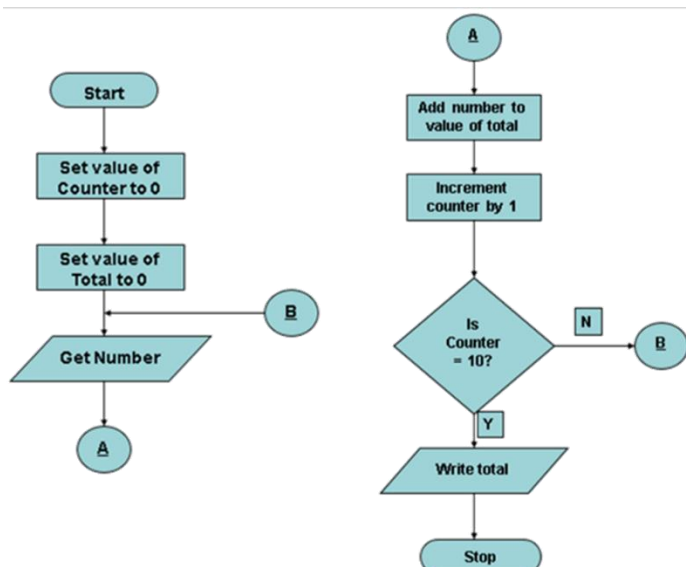 Start
Set value of
Counter to 0
Set value of
Total to 0
B
Get Number
A
A
Add number to
value of total
Increment
counter by 1
Is
Counter
= 10?
N
B
Y
Write total
Stop